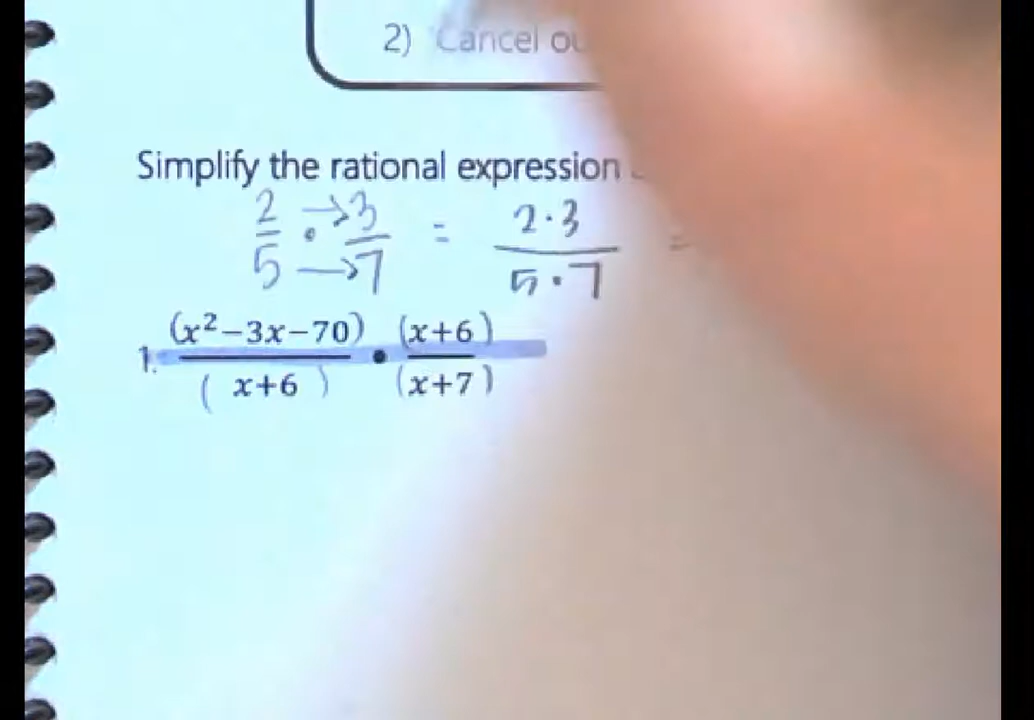 2) Cancel
Simplify the rational expression
2/5 · 3/7 = 2·3/5·7 =
1. (x²−3x−70)/(x+6) • (x+6)/(x+7)